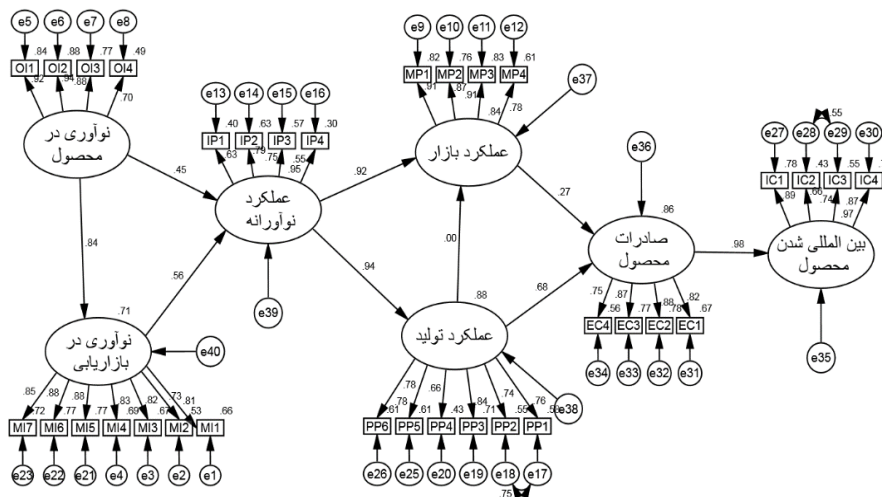 e5 e6 e7 e8
.84 .88 .77 .49
OI1 OI2 OI3 OI4
.92 .94 .88 .70
نوآوری در
محصول
e9 e10 e11 e12
.82 .76 .83 .61
MP1 MP2 MP3 MP4
.91 .87 .91 .78
.84
عملکرد بازار
e37
e13 e14 e15 e16
.40 .63 .57 .30
IP1 IP2 IP3 IP4
.63 .79 .75 .55
.95
عملکرد
نوآورانه
e39
.45
.92
.84
.56
.94
.00
.27
.68
.98
e36
.86
صادرات
محصول
.75 .87 .88 .82
.56 .77 .78 .67
EC4 EC3 EC2 EC1
e34 e33 e32 e31
.55
e27 e28 e29 e30
.78 .43 .55
IC1 IC2 IC3 IC4
.89 .66 .74 .87
.97
بین المللی شدن
محصول
e35
.71
نوآوری در
بازاریابی
e40
.85 .88 .88 .83 .82 .73 .81
.72 .77 .77 .69 .67 .53 .66
MI7 MI6 MI5 MI4 MI3 MI2 MI1
e23 e22 e21 e4 e3 e2 e1
.88
عملکرد تولید
e38
.78 .78 .66 .84 .74 .76
.61 .61 .43 .71 .55
PP6 PP5 PP4 PP3 PP2 PP1
e26 e25 e20 e19 e18 e17
.75